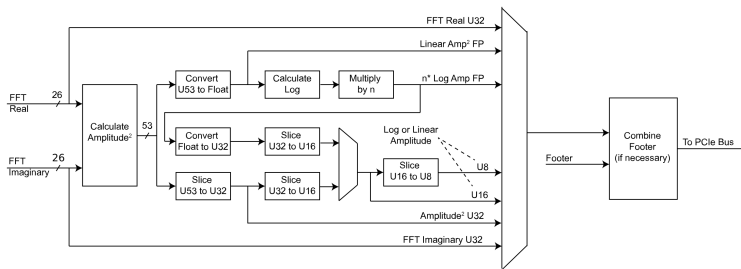 FFT Real U32
Linear Amp² FP
n* Log Amp FP
FFT
Real
26
Calculate
Amplitude²
53
Convert
U53 to Float
Calculate
Log
Multiply
by n
FFT
Imaginary
26
Convert
Float to U32
Slice
U32 to U16
Slice
U53 to U32
Slice
U32 to U16
Slice
U16 to U8
Log or Linear
Amplitude
U8
U16
Amplitude² U32
FFT Imaginary U32
Footer
Combine
Footer
(if necessary)
To PCIe Bus